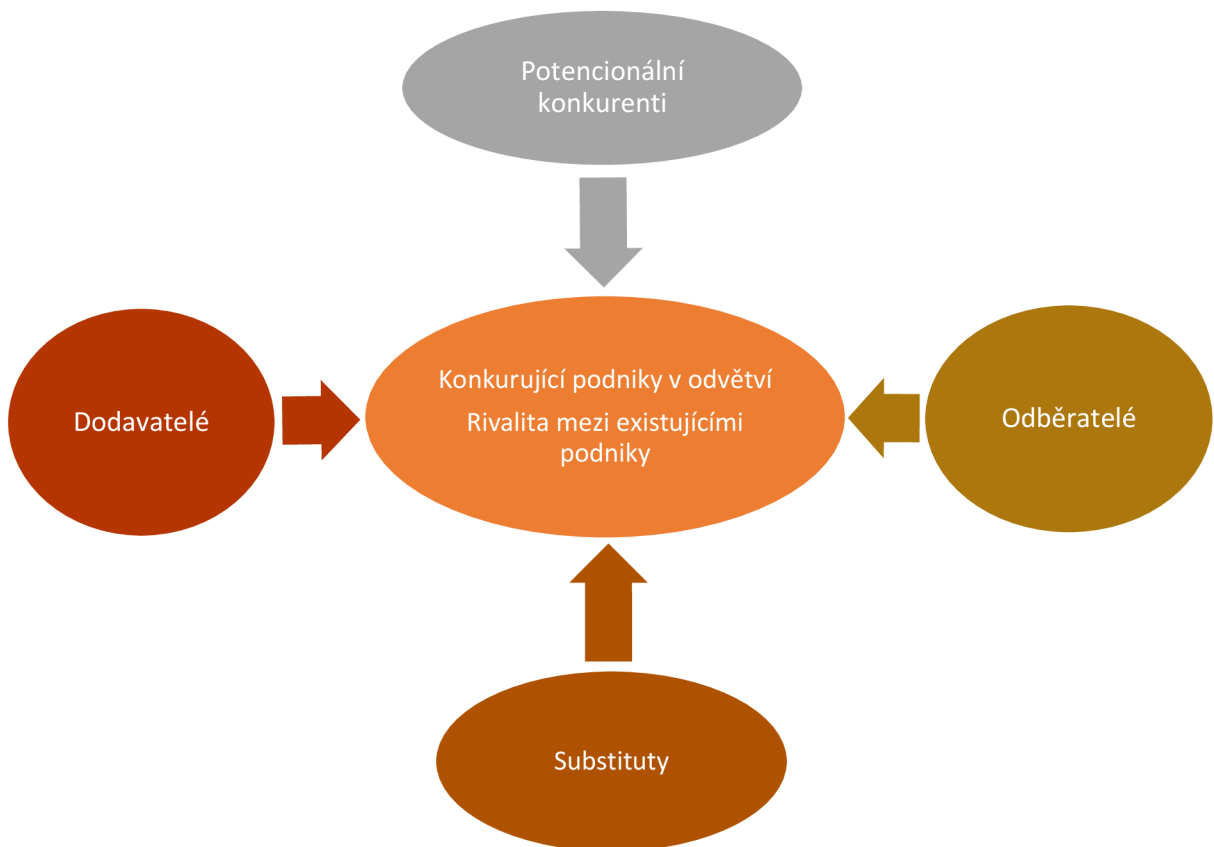 Potencionální
konkurenti
Konkurující podniky v odvětví
Rivalita mezi existujícími
podniky
Dodavatelé
Odběratelé
Substituty